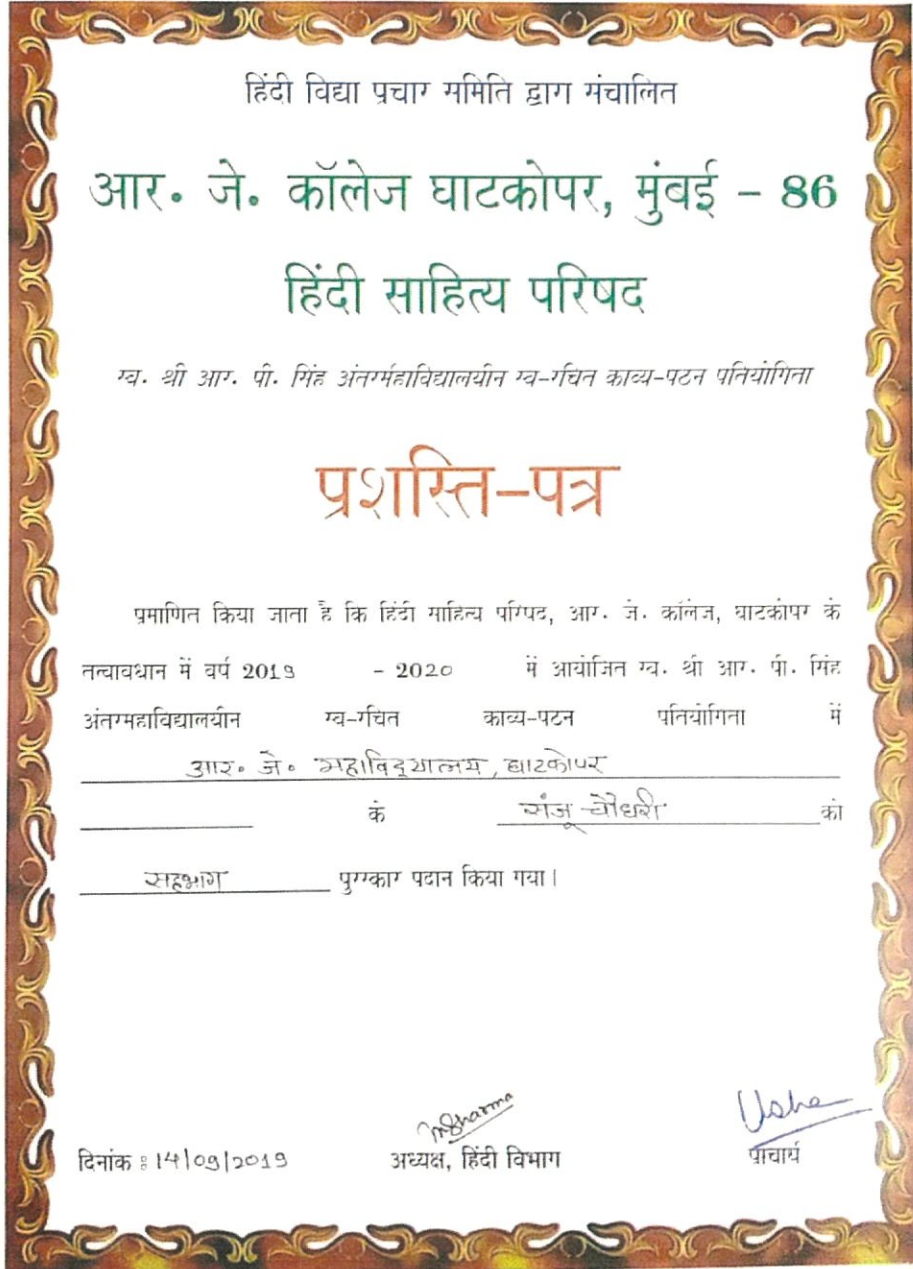 हिंदी विद्या प्रचार समिति द्वारा संचालित
आर. जे. कॉलेज घाटकोपर, मुंबई - 86
हिंदी साहित्य परिषद
स्व. श्री आर. पी. सिंह अंतर्महाविद्यालयीन स्व-रचित काव्य-पठन प्रतियोगिता
प्रशस्ति-पत्र
प्रमाणित किया जाता है कि हिंदी साहित्य परिषद, आर. जे. कॉलेज, घाटकोपर के
तत्वावधान में वर्ष 2019 - 2020 में आयोजित स्व. श्री आर. पी. सिंह
अंतरमहाविद्यालयीन स्व-रचित काव्य-पठन प्रतियोगिता में
आर. जे. महाविद्यालय, घाटकोपर
के संजू चौधरी को
सहभाग पुरस्कार प्रदान किया गया।
MSharma Usha
दिनांक : 14/09/2019 अध्यक्ष, हिंदी विभाग प्राचार्य